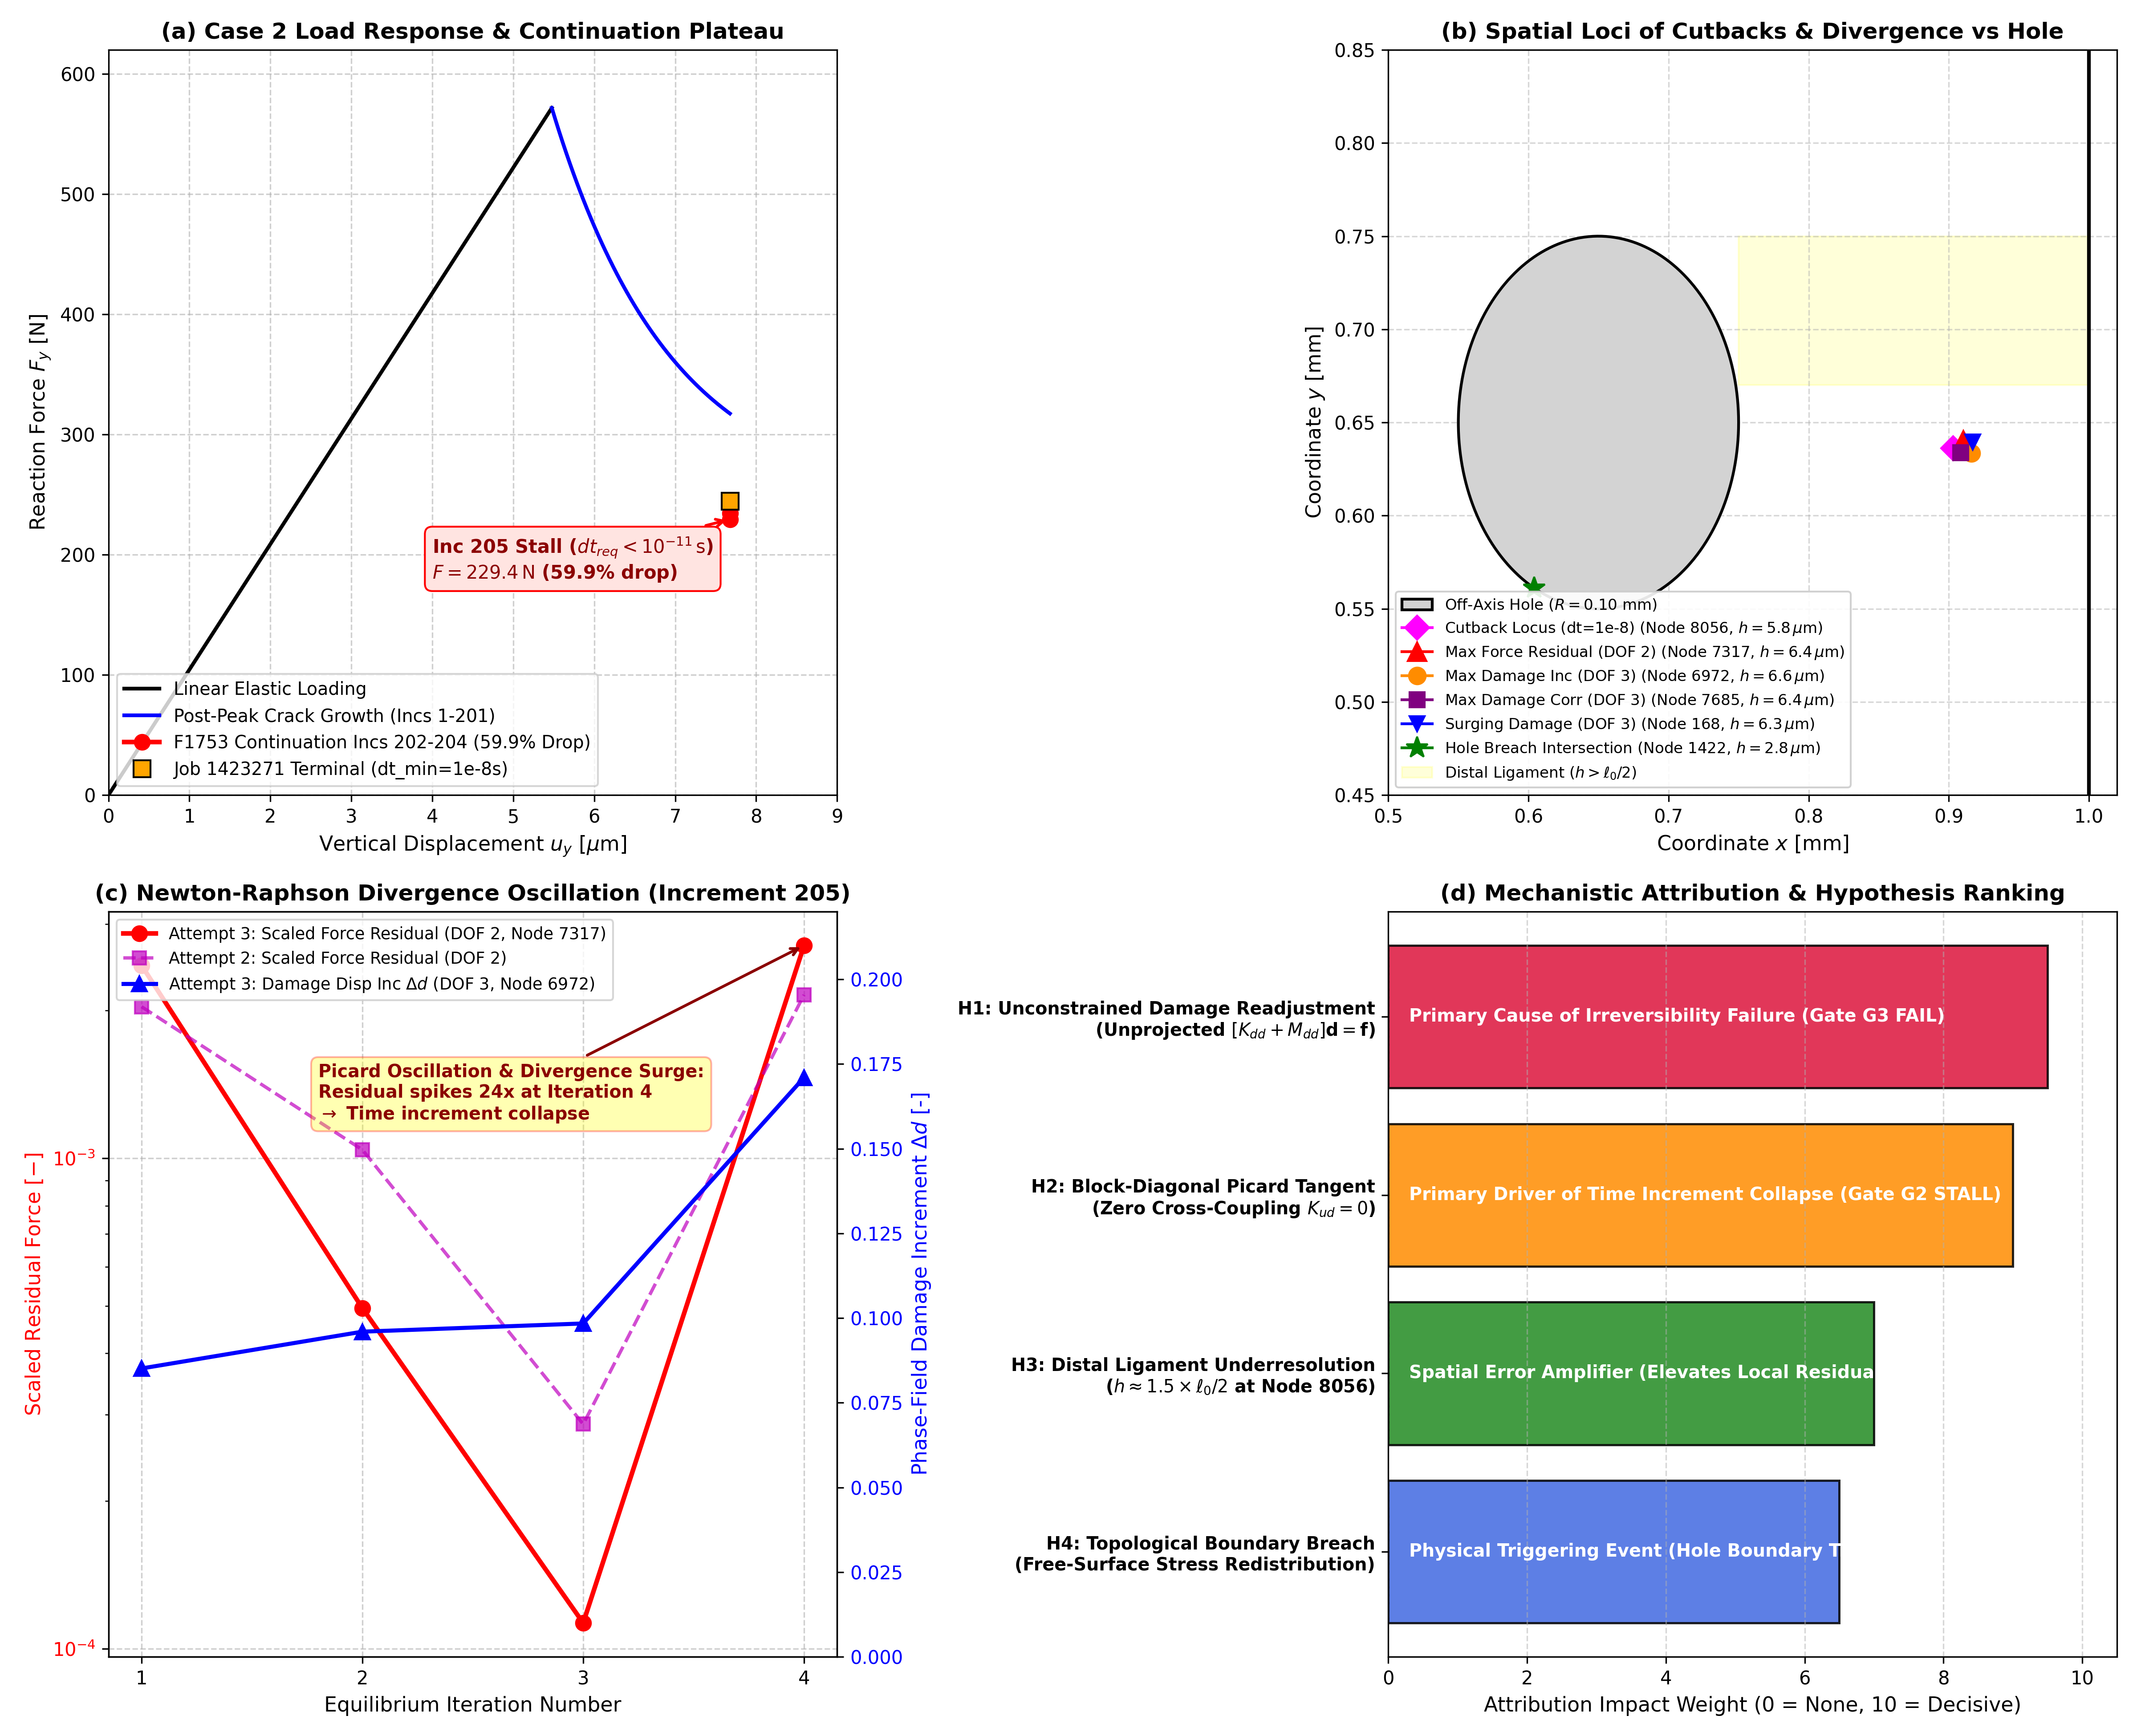 (a) Case 2 Load Response & Continuation Plateau
600
500
400
300
200
100
0
Reaction Force F_y [N]
Inc 205 Stall (dt_req < 10^−11 s)
F = 229.4 N (59.9% drop)
Linear Elastic Loading
Post-Peak Crack Growth (Incs 1-201)
F1753 Continuation Incs 202-204 (59.9% Drop)
Job 1423271 Terminal (dt_min=1e-8s)
0 1 2 3 4 5 6 7 8 9
Vertical Displacement u_y [μm]
(b) Spatial Loci of Cutbacks & Divergence vs Hole
0.85
0.80
0.75
0.70
0.65
0.60
0.55
0.50
0.45
Coordinate y [mm]
Off-Axis Hole (R = 0.10 mm)
Cutback Locus (dt=1e-8) (Node 8056, h = 5.8 μm)
Max Force Residual (DOF 2) (Node 7317, h = 6.4 μm)
Max Damage Inc (DOF 3) (Node 6972, h = 6.6 μm)
Max Damage Corr (DOF 3) (Node 7685, h = 6.4 μm)
Surging Damage (DOF 3) (Node 168, h = 6.3 μm)
Hole Breach Intersection (Node 1422, h = 2.8 μm)
Distal Ligament (h > ℓ₀/2)
0.5 0.6 0.7 0.8 0.9 1.0
Coordinate x [mm]
(c) Newton-Raphson Divergence Oscillation (Increment 205)
Attempt 3: Scaled Force Residual (DOF 2, Node 7317)
Attempt 2: Scaled Force Residual (DOF 2)
Attempt 3: Damage Disp Inc Δd (DOF 3, Node 6972)
Picard Oscillation & Divergence Surge:
Residual spikes 24x at Iteration 4
→ Time increment collapse
10^−3
10^−4
Scaled Residual Force [−]
0.200
0.175
0.150
0.125
0.100
0.075
0.050
0.025
0.000
Phase-Field Damage Increment Δd [-]
1 2 3 4
Equilibrium Iteration Number
(d) Mechanistic Attribution & Hypothesis Ranking
H1: Unconstrained Damage Readjustment
(Unprojected [K_dd + M_dd]d = f)
Primary Cause of Irreversibility Failure (Gate G3 FAIL)
H2: Block-Diagonal Picard Tangent
(Zero Cross-Coupling K_ud = 0)
Primary Driver of Time Increment Collapse (Gate G2 STALL)
H3: Distal Ligament Underresolution
(h ≈ 1.5 × ℓ₀/2 at Node 8056)
Spatial Error Amplifier (Elevates Local Residua
H4: Topological Boundary Breach
(Free-Surface Stress Redistribution)
Physical Triggering Event (Hole Boundary T
0 2 4 6 8 10
Attribution Impact Weight (0 = None, 10 = Decisive)